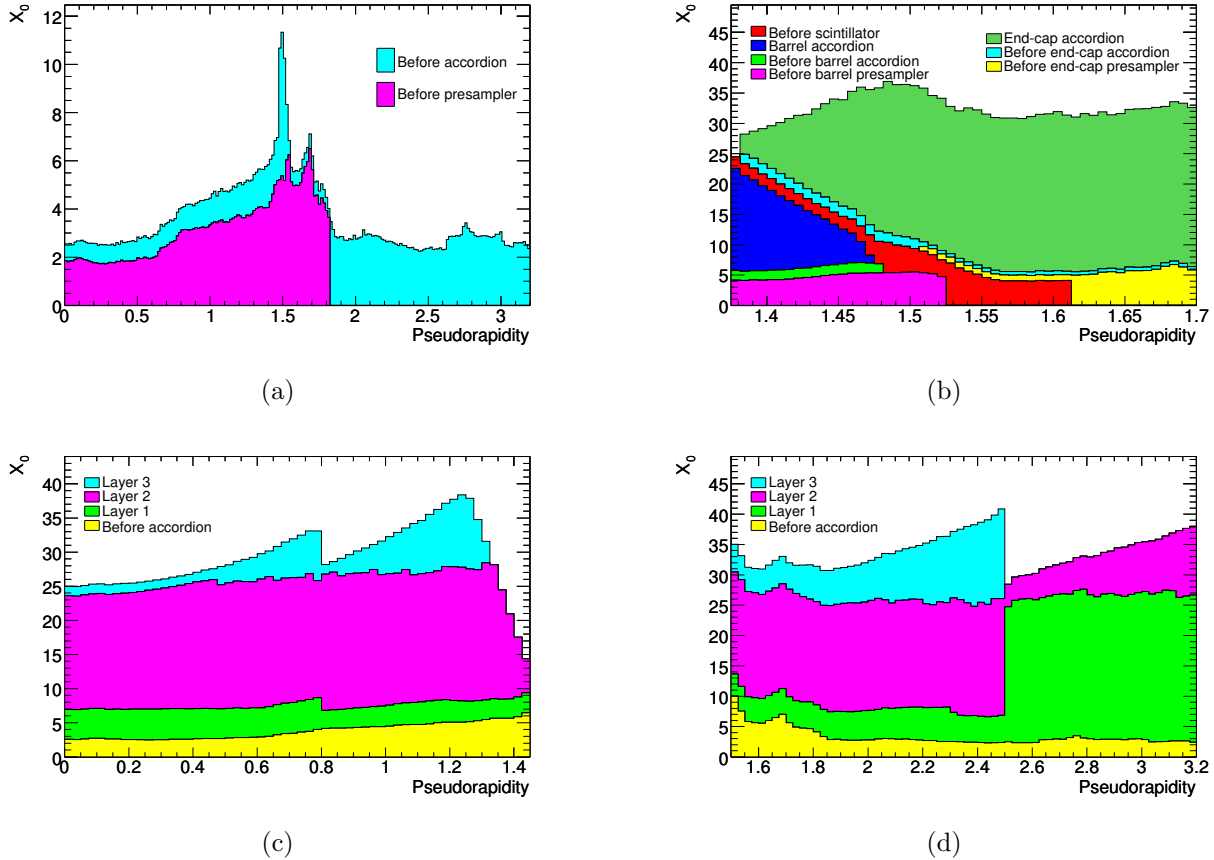 X₀
12
10
8
6
4
2
0
Before accordion
Before presampler
0 0.5 1 1.5 2 2.5 3
Pseudorapidity
(a)
X₀
45
40
35
30
25
20
15
10
5
0
Before scintillator
Barrel accordion
Before barrel accordion
Before barrel presampler
End-cap accordion
Before end-cap accordion
Before end-cap presampler
1.4 1.45 1.5 1.55 1.6 1.65 1.7
Pseudorapidity
(b)
X₀
40
35
30
25
20
15
10
5
0
Layer 3
Layer 2
Layer 1
Before accordion
0 0.2 0.4 0.6 0.8 1 1.2 1.4
Pseudorapidity
(c)
X₀
45
40
35
30
25
20
15
10
5
0
Layer 3
Layer 2
Layer 1
Before accordion
1.6 1.8 2 2.2 2.4 2.6 2.8 3 3.2
Pseudorapidity
(d)